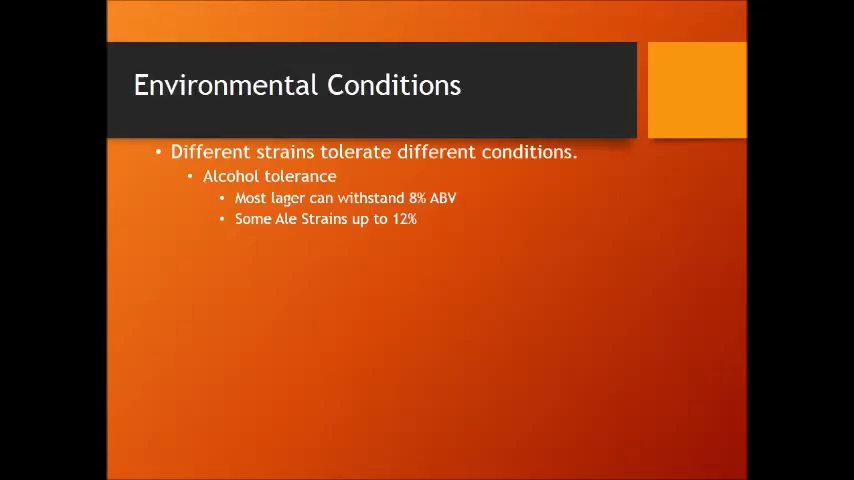 Environmental Conditions
• Different strains tolerate different conditions.
• Alcohol tolerance
• Most lager can withstand 8% ABV
• Some Ale Strains up to 12%